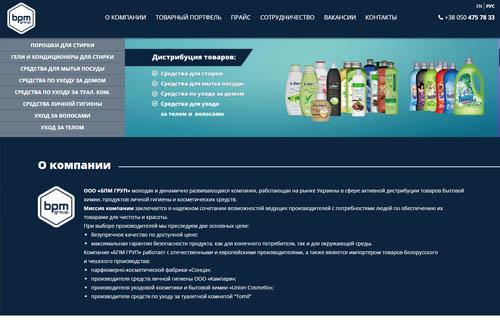 bpm
group
О КОМПАНИИ ТОВАРНЫЙ ПОРТФЕЛЬ ПРАЙС СОТРУДНИЧЕСТВО ВАКАНСИИ КОНТАКТЫ
EN | РУС
+38 050 475 78 33
ПОРОШКИ ДЛЯ СТИРКИ
ГЕЛИ И КОНДИЦИОНЕРЫ ДЛЯ СТИРКИ
СРЕДСТВА ДЛЯ МЫТЬЯ ПОСУДЫ
СРЕДСТВА ПО УХОДУ ЗА ДОМОМ
СРЕДСТВА ПО УХОДУ ЗА ТУАЛ. КОМ.
СРЕДСТВА ЛИЧНОЙ ГИГИЕНЫ
УХОД ЗА ВОЛОСАМИ
УХОД ЗА ТЕЛОМ
Дистрибуция товаров:
Средства для стирки
Средства для мытья посуды
Средства по уходу за домом
Средства для ухода
за телом и волосами
О компании
bpm
group
ООО «БПМ ГРУП» молодая и динамично развивающаяся компания, работающая на рынке Украины в сфере активной дистрибуции товаров бытовой
химии, продуктов личной гигиены и косметических средств.
Миссия компании заключается в надежном сочетании возможностей ведущих производителей с потребностями людей по обеспечению их
товарами для чистоты и красоты.
При выборе производителей мы преследуем две основных цели:
• безупречное качество по доступной цене;
• максимальная гарантия безопасности продукта, как для конечного потребителя, так и для окружающей среды.
Компания «БПМ ГРУП» работает с отечественными и европейскими производителями, а также является импортером товаров белорусского
и чешского производства:
• парфюмерно-косметической фабрики «Сонца»;
• производителя средств личной гигиены ООО «Кампари»;
• производителя уходовой косметики и бытовой химии «Union Cosmetic»;
• производителя средств по уходу за туалетной комнатой "Tomil"